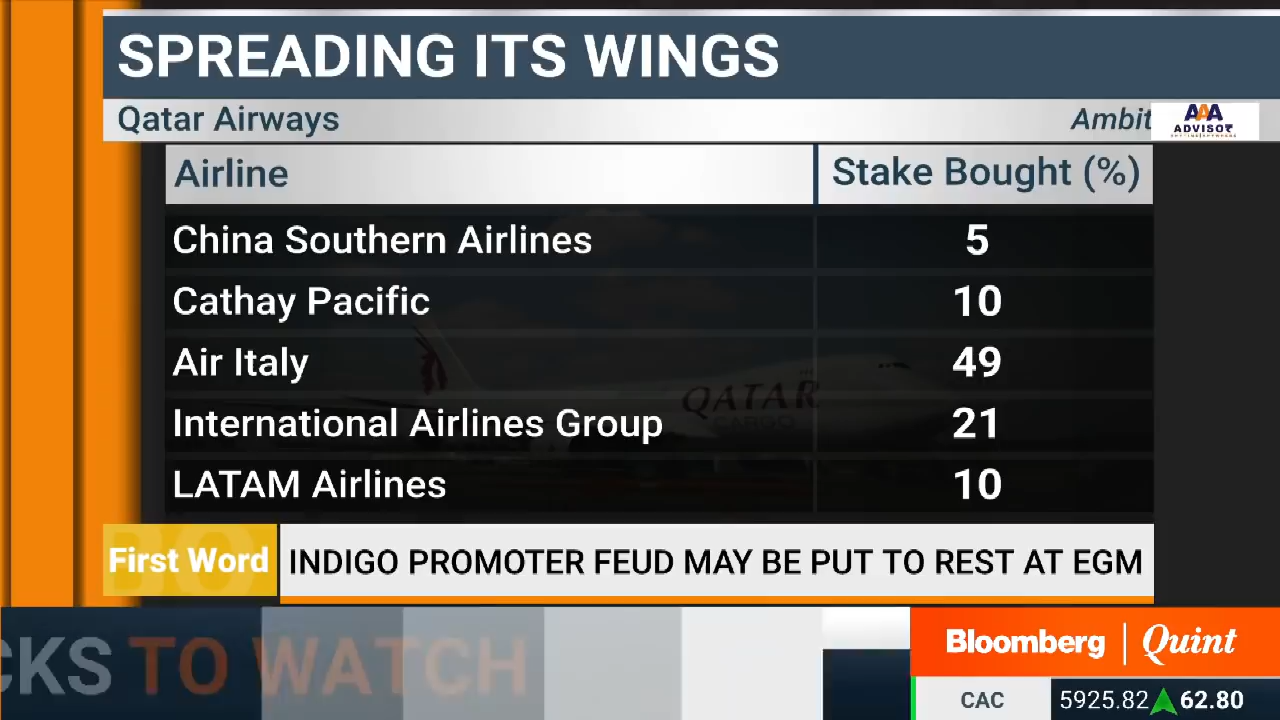 SPREADING ITS WINGS
Qatar Airways
Ambit
AAA
ADVISOR
Airline
Stake Bought (%)
China Southern Airlines
5
Cathay Pacific
10
Air Italy
49
International Airlines Group
21
LATAM Airlines
10
QATAR
CARGO
First Word
INDIGO PROMOTER FEUD MAY BE PUT TO REST AT EGM
CKS TO WATCH
Bloomberg | Quint
CAC
5925.82 62.80